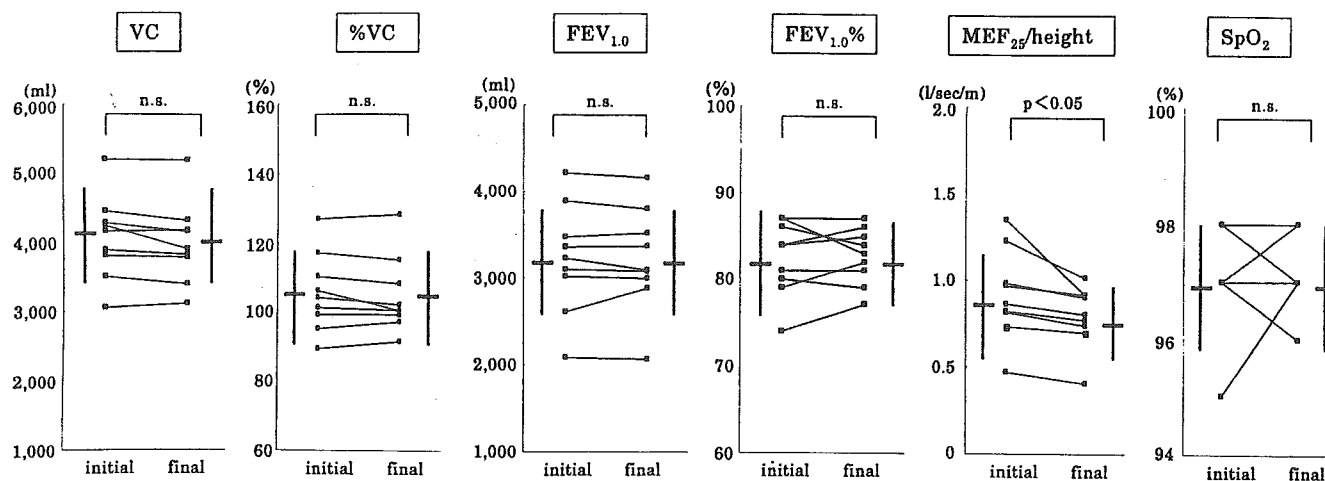 VC
%VC
FEV1.0
FEV1.0%
MEF25/height
SpO2
(ml)
6,000
5,000
4,000
3,000
2,000
1,000
n.s.
initial
final
(%)
160
140
120
100
80
60
n.s.
initial
final
(ml)
5,000
4,000
3,000
2,000
1,000
n.s.
initial
final
(%)
100
90
80
70
60
n.s.
initial
final
(l/sec/m)
2.0
1.5
1.0
0.5
0
p<0.05
initial
final
(%)
100
98
96
94
n.s.
initial
final